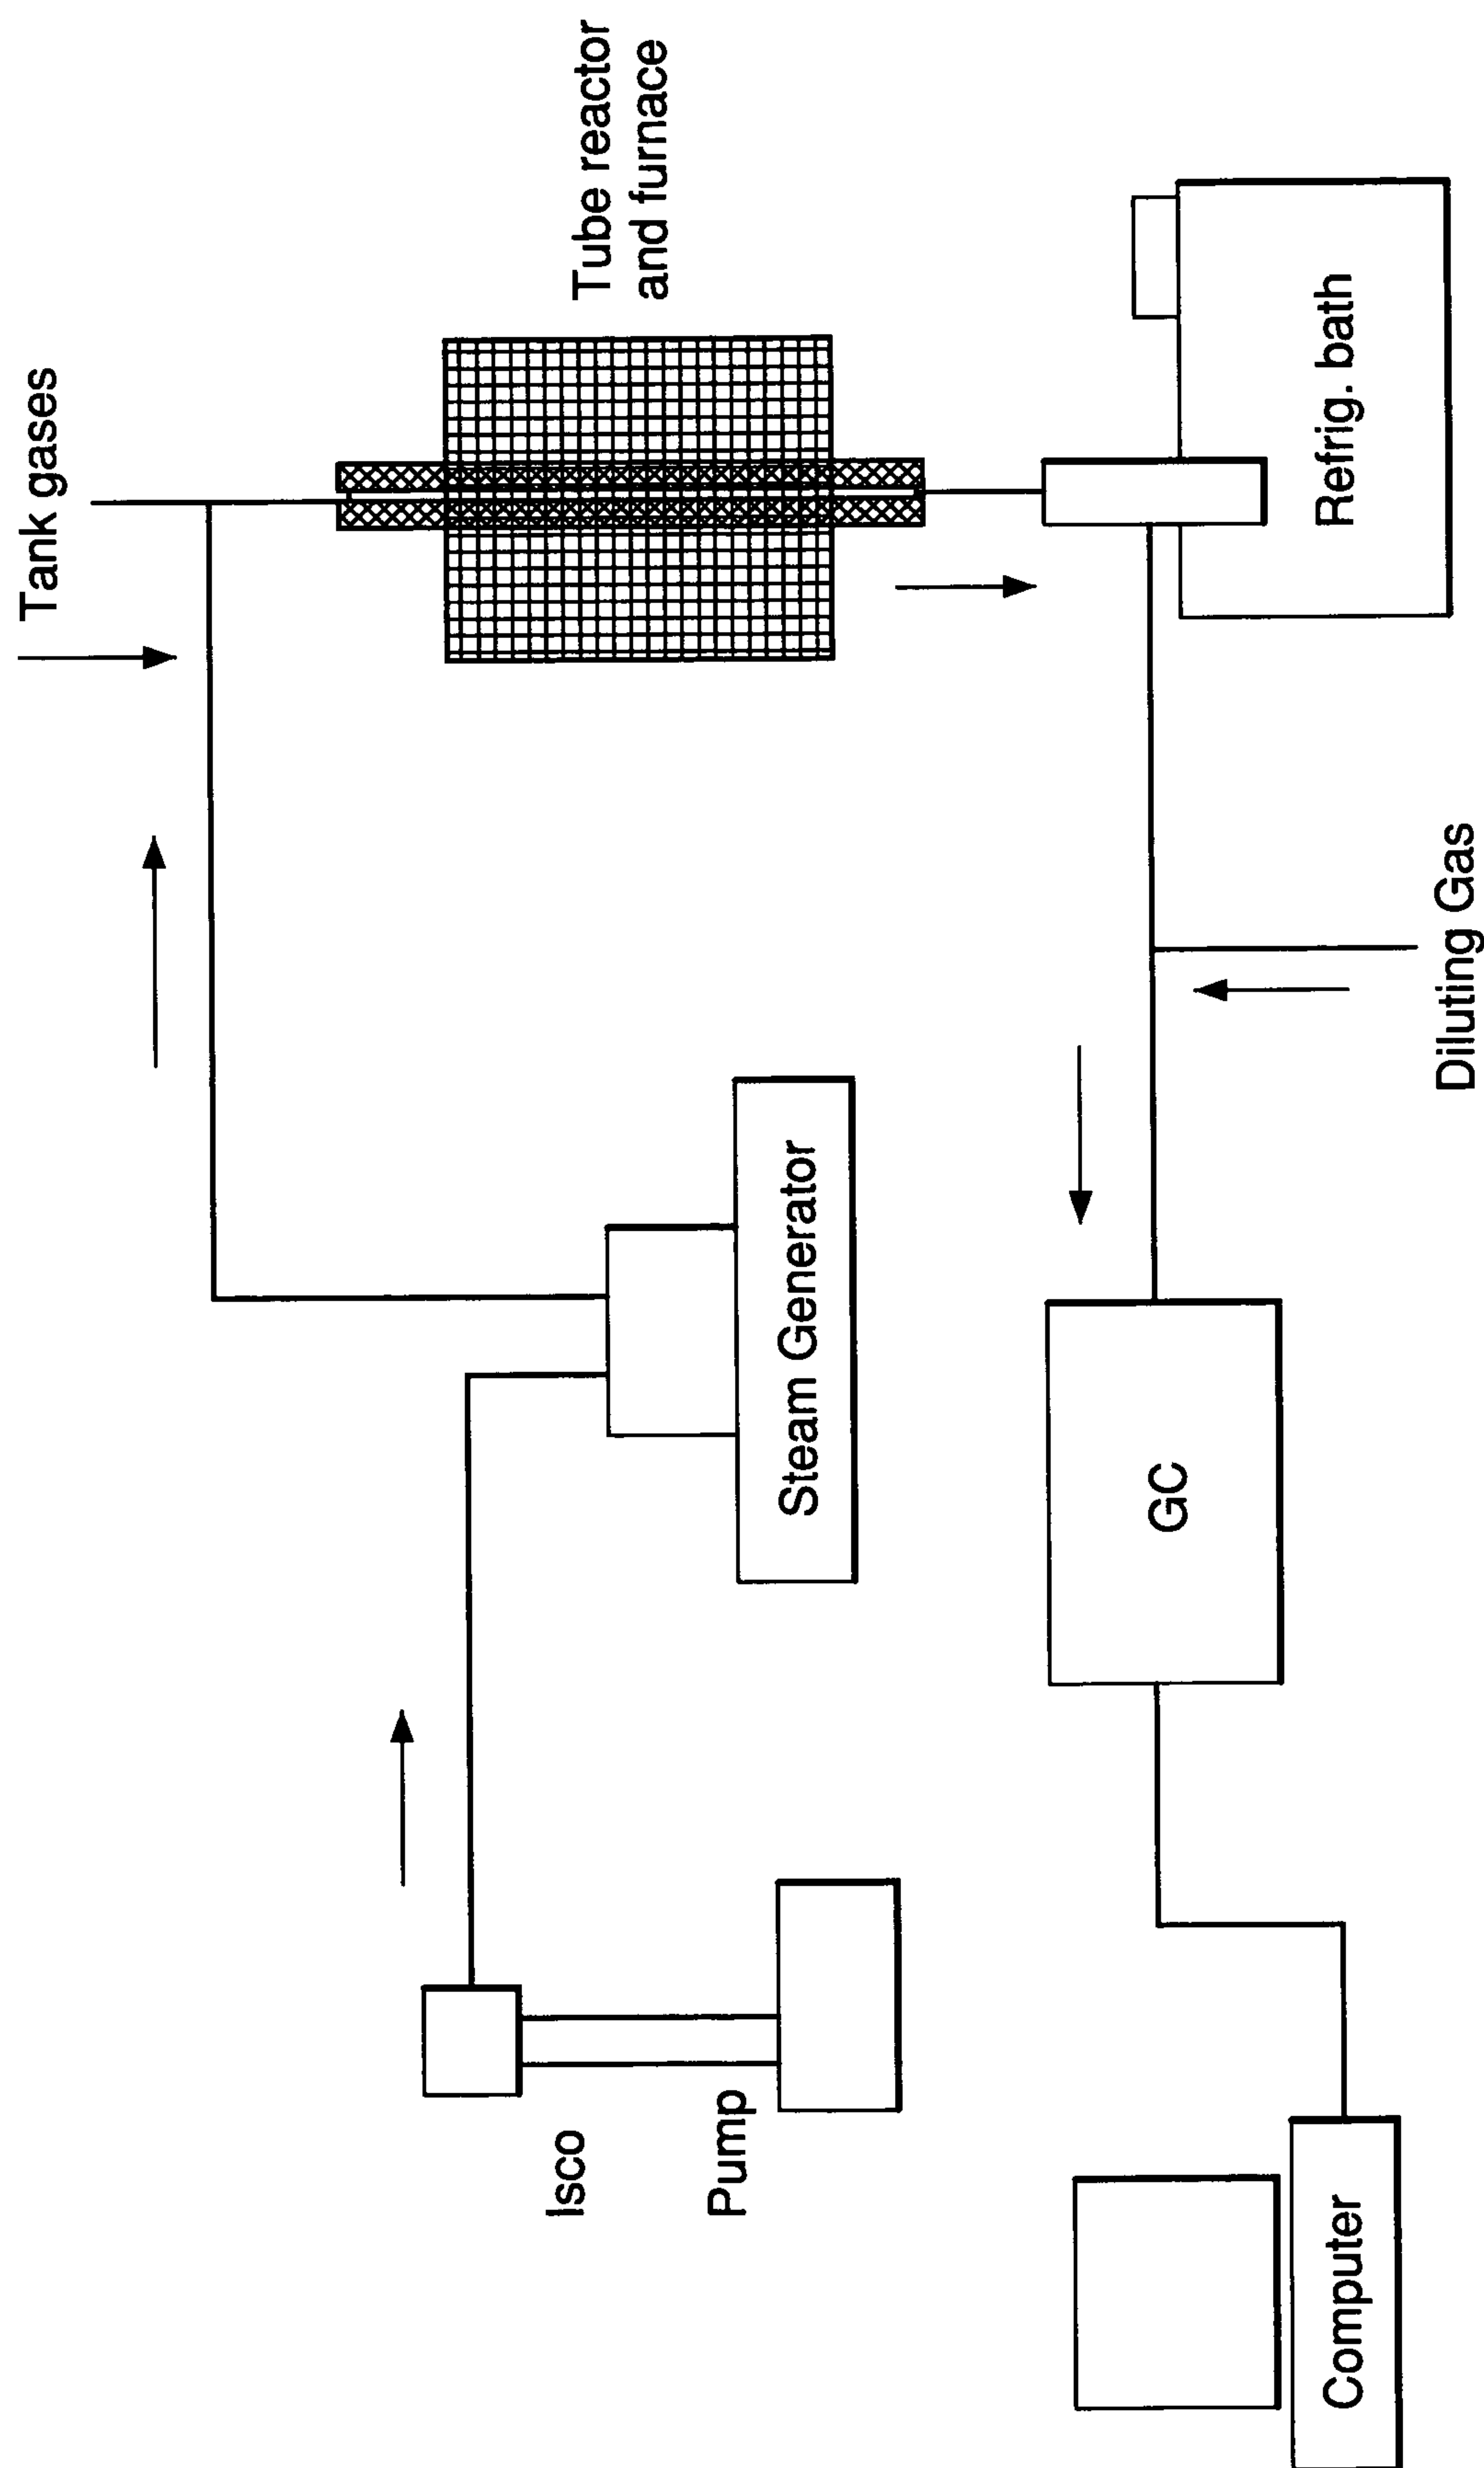 Tank gases
Tube reactor
and furnace
Isco
Pump
Steam Generator
Refrig. bath
GC
Diluting Gas
Computer